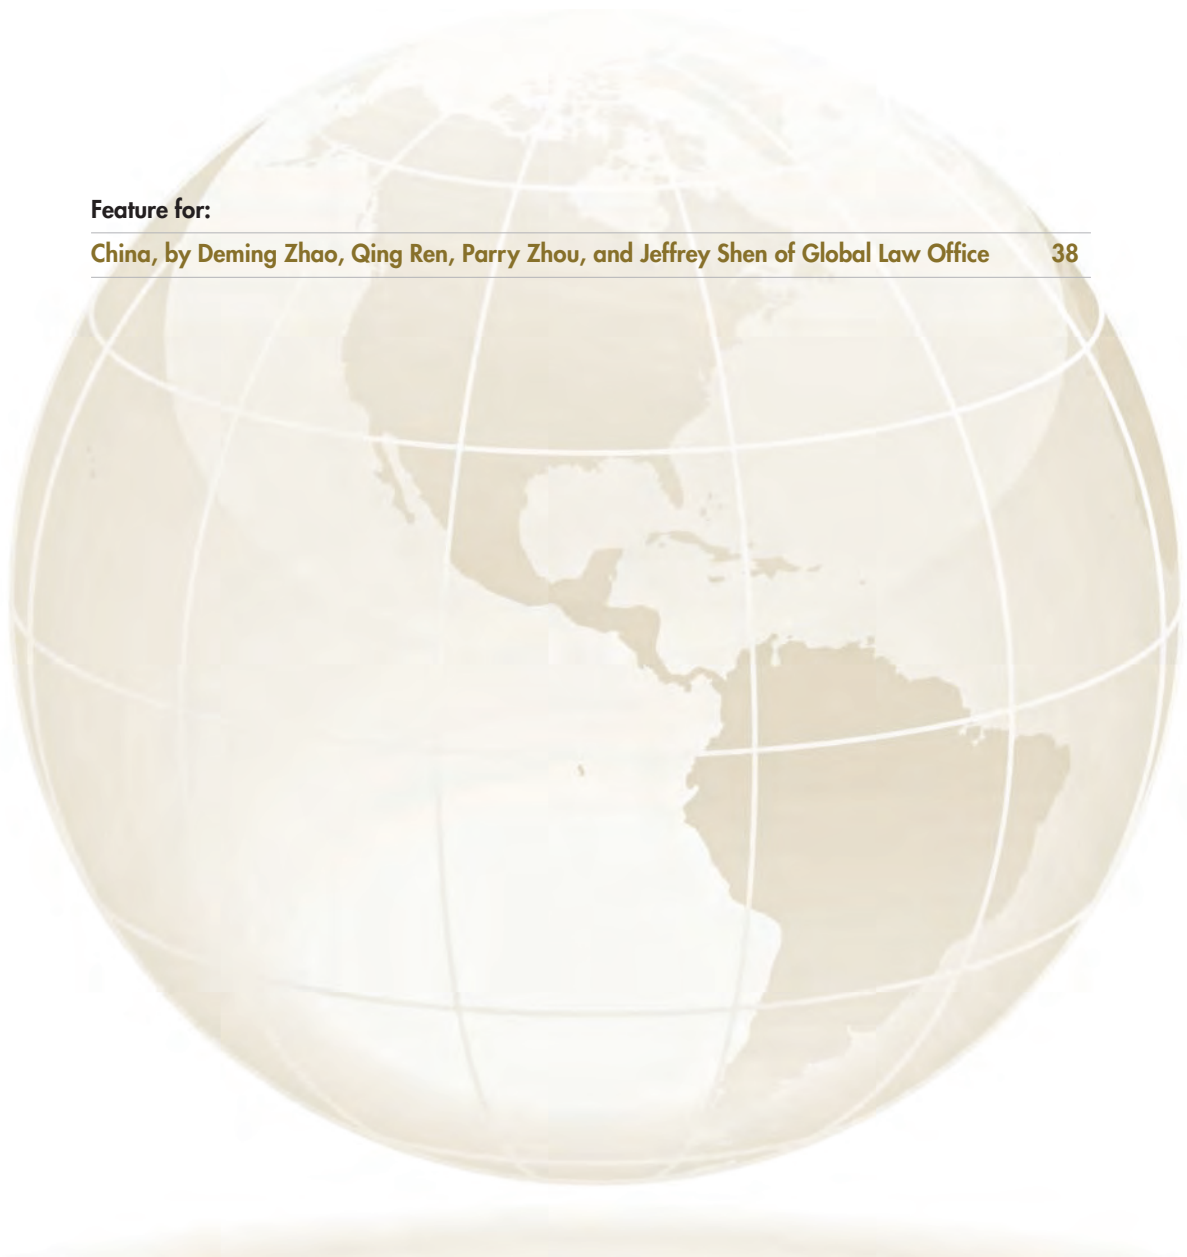 Feature for:
China, by Deming Zhao, Qing Ren, Parry Zhou, and Jeffrey Shen of Global Law Office 38